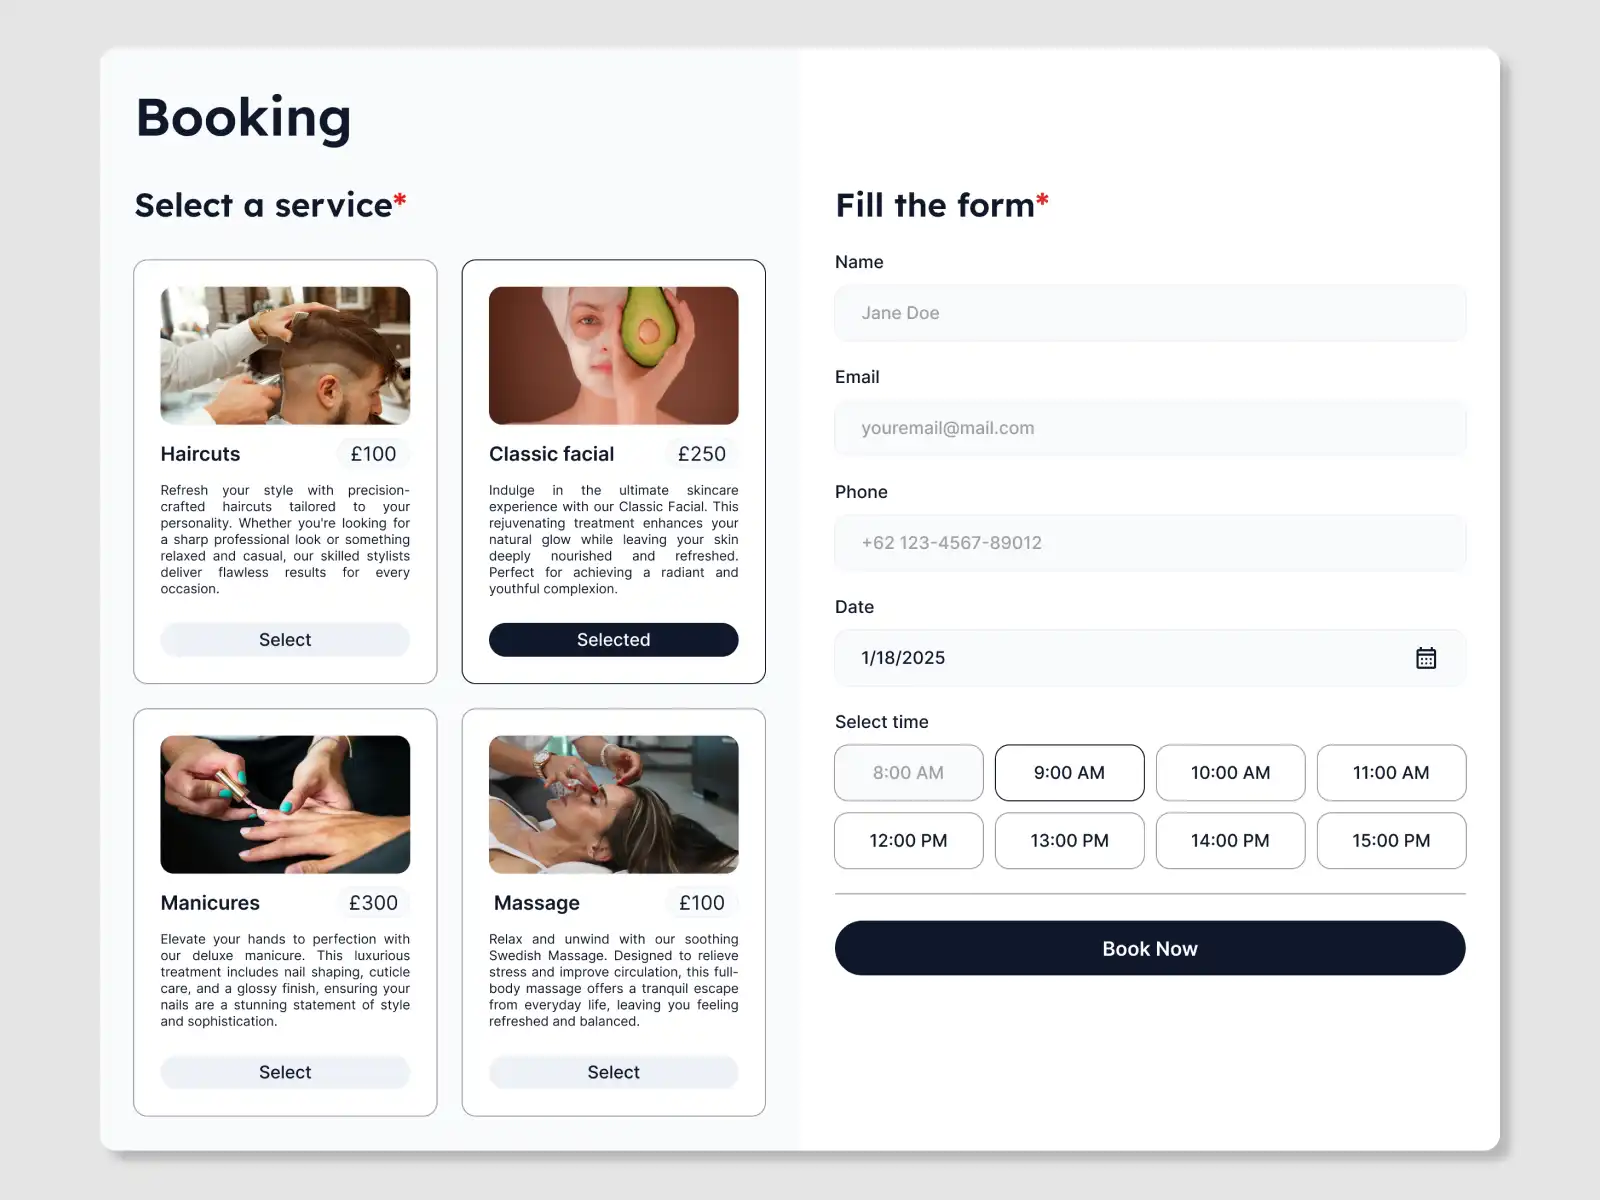 Booking
Select a service*
Haircuts £100
Refresh your style with precision-
crafted haircuts tailored to your
personality. Whether you're looking for
a sharp professional look or something
relaxed and casual, our skilled stylists
deliver flawless results for every
occasion.
Select
Classic facial £250
Indulge in the ultimate skincare
experience with our Classic Facial. This
rejuvenating treatment enhances your
natural glow while leaving your skin
deeply nourished and refreshed.
Perfect for achieving a radiant and
youthful complexion.
Selected
Manicures £300
Elevate your hands to perfection with
our deluxe manicure. This luxurious
treatment includes nail shaping, cuticle
care, and a glossy finish, ensuring your
nails are a stunning statement of style
and sophistication.
Select
Massage £100
Relax and unwind with our soothing
Swedish Massage. Designed to relieve
stress and improve circulation, this full-
body massage offers a tranquil escape
from everyday life, leaving you feeling
refreshed and balanced.
Select
Fill the form*
Name
Jane Doe
Email
youremail@mail.com
Phone
+62 123-4567-89012
Date
1/18/2025
Select time
8:00 AM 9:00 AM 10:00 AM 11:00 AM
12:00 PM 13:00 PM 14:00 PM 15:00 PM
Book Now